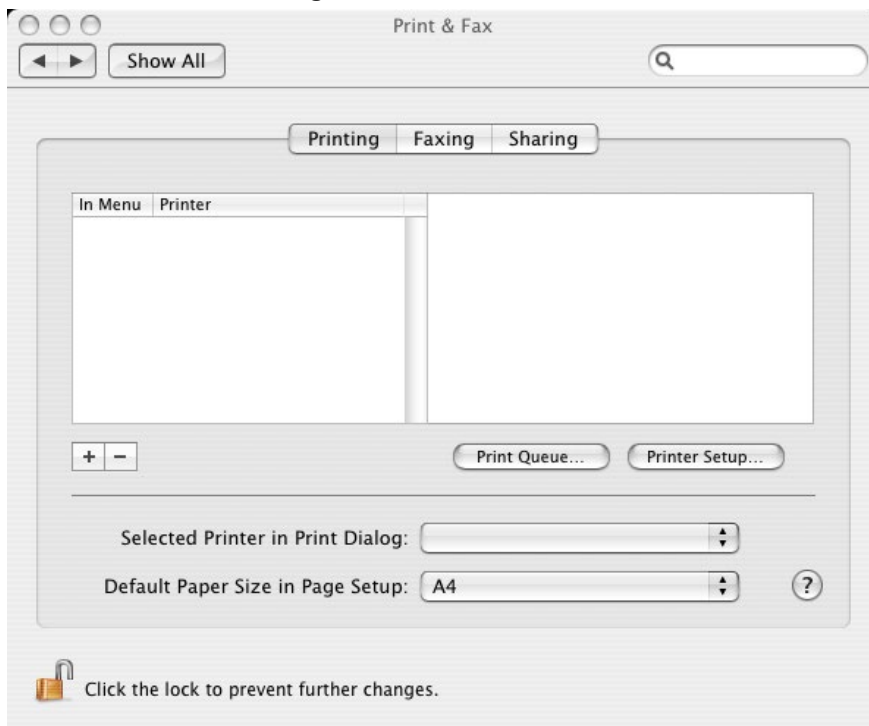 Print & Fax
Show All
Printing Faxing Sharing
In Menu Printer
+ −
Print Queue... Printer Setup...
Selected Printer in Print Dialog:
Default Paper Size in Page Setup: A4 ?
Click the lock to prevent further changes.